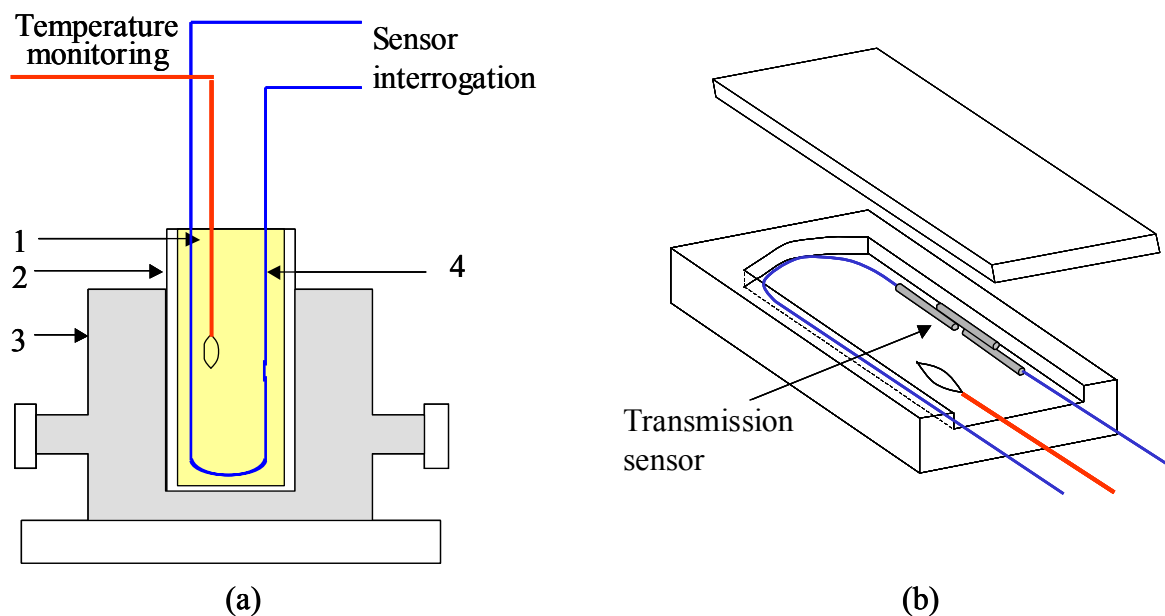 Temperature
monitoring
Sensor
interrogation
1
2
3
4
Transmission
sensor
(a)
(b)